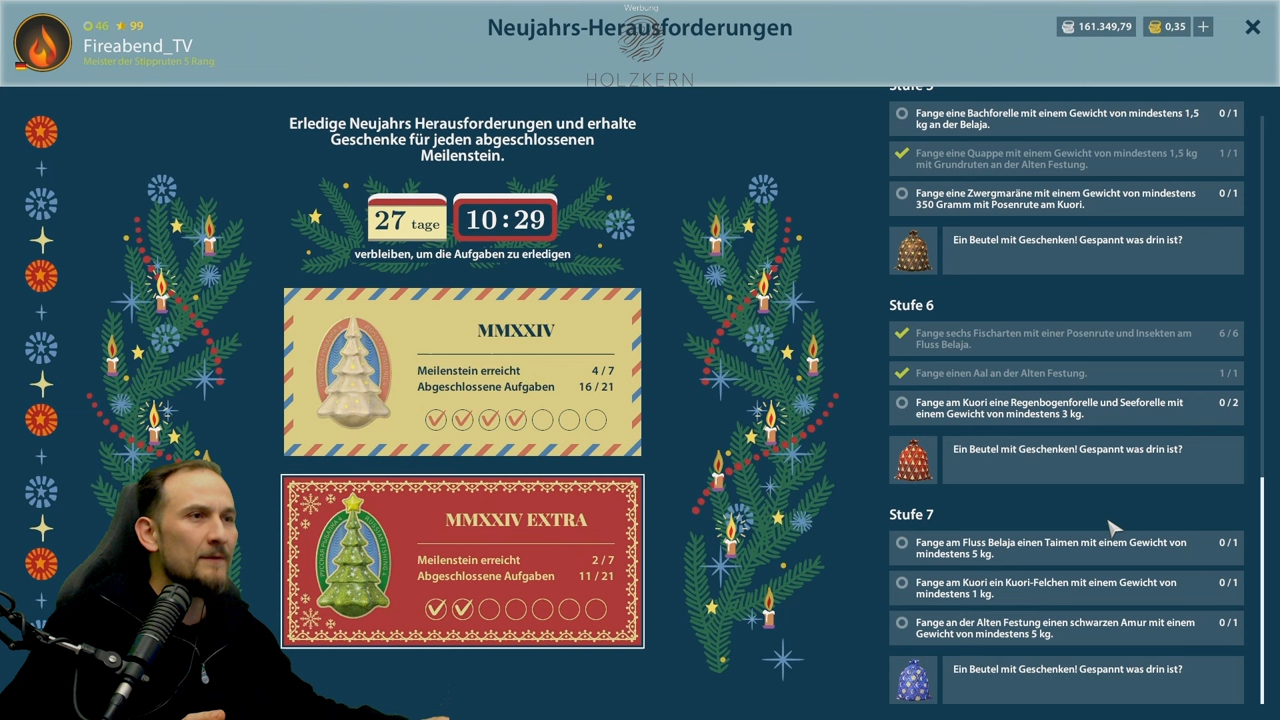 Werbung
46 99
Fireabend_TV
Meister der Stippruten 5 Rang
Neujahrs-Herausforderungen
HOLZKERN
161.349,79
0,35
Erledige Neujahrs Herausforderungen und erhalte
Geschenke für jeden abgeschlossenen
Meilenstein.
27 tage
10:29
verbleiben, um die Aufgaben zu erledigen
MMXXIV
Meilenstein erreicht 4 / 7
Abgeschlossene Aufgaben 16 / 21
MMXXIV EXTRA
Meilenstein erreicht 2 / 7
Abgeschlossene Aufgaben 11 / 21
Stufe 5
Fange eine Bachforelle mit einem Gewicht von mindestens 1,5 0 / 1
kg an der Belaja.
Fange eine Quappe mit einem Gewicht von mindestens 1,5 kg 1 / 1
mit Grundruten an der Alten Festung.
Fange eine Zwergmaräne mit einem Gewicht von mindestens 0 / 1
350 Gramm mit Posenrute am Kuori.
Ein Beutel mit Geschenken! Gespannt was drin ist?
Stufe 6
Fange sechs Fischarten mit einer Posenrute und Insekten am 6 / 6
Fluss Belaja.
Fange einen Aal an der Alten Festung. 1 / 1
Fange am Kuori eine Regenbogenforelle und Seeforelle mit 0 / 2
einem Gewicht von mindestens 3 kg.
Ein Beutel mit Geschenken! Gespannt was drin ist?
Stufe 7
Fange am Fluss Belaja einen Taimen mit einem Gewicht von 0 / 1
mindestens 5 kg.
Fange am Kuori ein Kuori-Felchen mit einem Gewicht von 0 / 1
mindestens 1 kg.
Fange an der Alten Festung einen schwarzen Amur mit einem 0 / 1
Gewicht von mindestens 5 kg.
Ein Beutel mit Geschenken! Gespannt was drin ist?